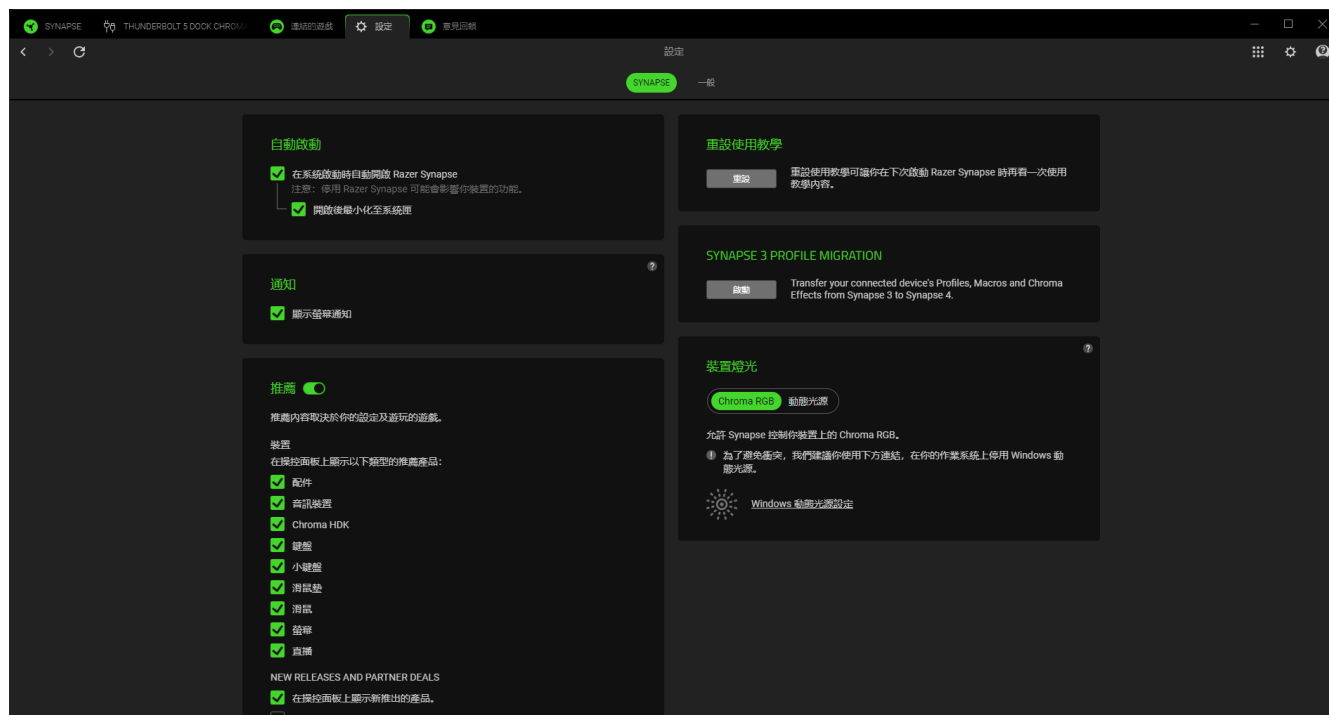 SYNAPSE
THUNDERBOLT 5 DOCK CHROMA
連結的遊戲
設定
意見回饋
設定
SYNAPSE
一般
自動啟動
在系統啟動時自動開啟 Razer Synapse
注意：停用 Razer Synapse 可能會影響你裝置的功能。
開啟後最小化至系統匣
通知
顯示螢幕通知
推薦
推薦內容取決於你的設定及遊玩的遊戲。
裝置
在操控面板上顯示以下類型的推薦產品：
配件
音訊裝置
Chroma HDK
鍵盤
小鍵盤
滑鼠墊
滑鼠
螢幕
直播
NEW RELEASES AND PARTNER DEALS
在操控面板上顯示新推出的產品。
重設使用教學
重設
重設使用教學可讓你在下次啟動 Razer Synapse 時再看一次使用
教學內容。
SYNAPSE 3 PROFILE MIGRATION
啟動
Transfer your connected device's Profiles, Macros and Chroma
Effects from Synapse 3 to Synapse 4.
裝置燈光
Chroma RGB
動態光源
允許 Synapse 控制你裝置上的 Chroma RGB。
為了避免衝突，我們建議你使用下方連結，在你的作業系統上停用 Windows 動
態光源。
Windows 動態光源設定